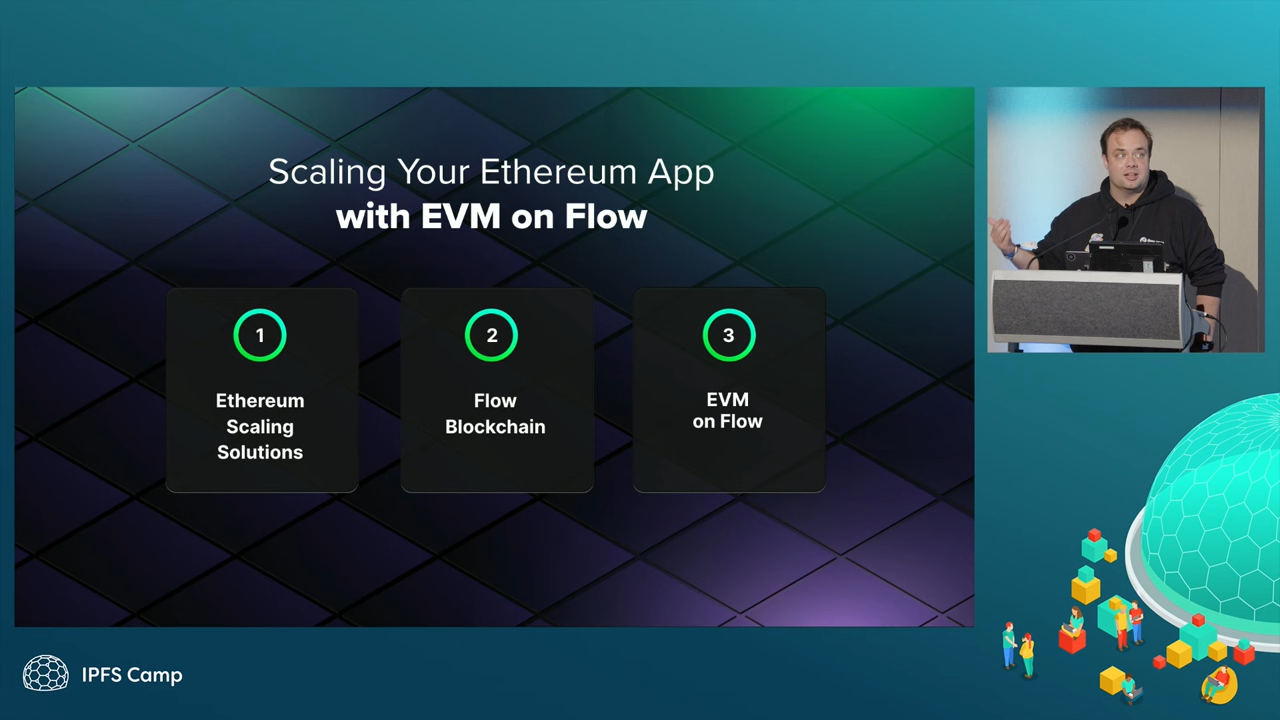 Scaling Your Ethereum App
with EVM on Flow
1
Ethereum
Scaling
Solutions
2
Flow
Blockchain
3
EVM
on Flow
IPFS Camp